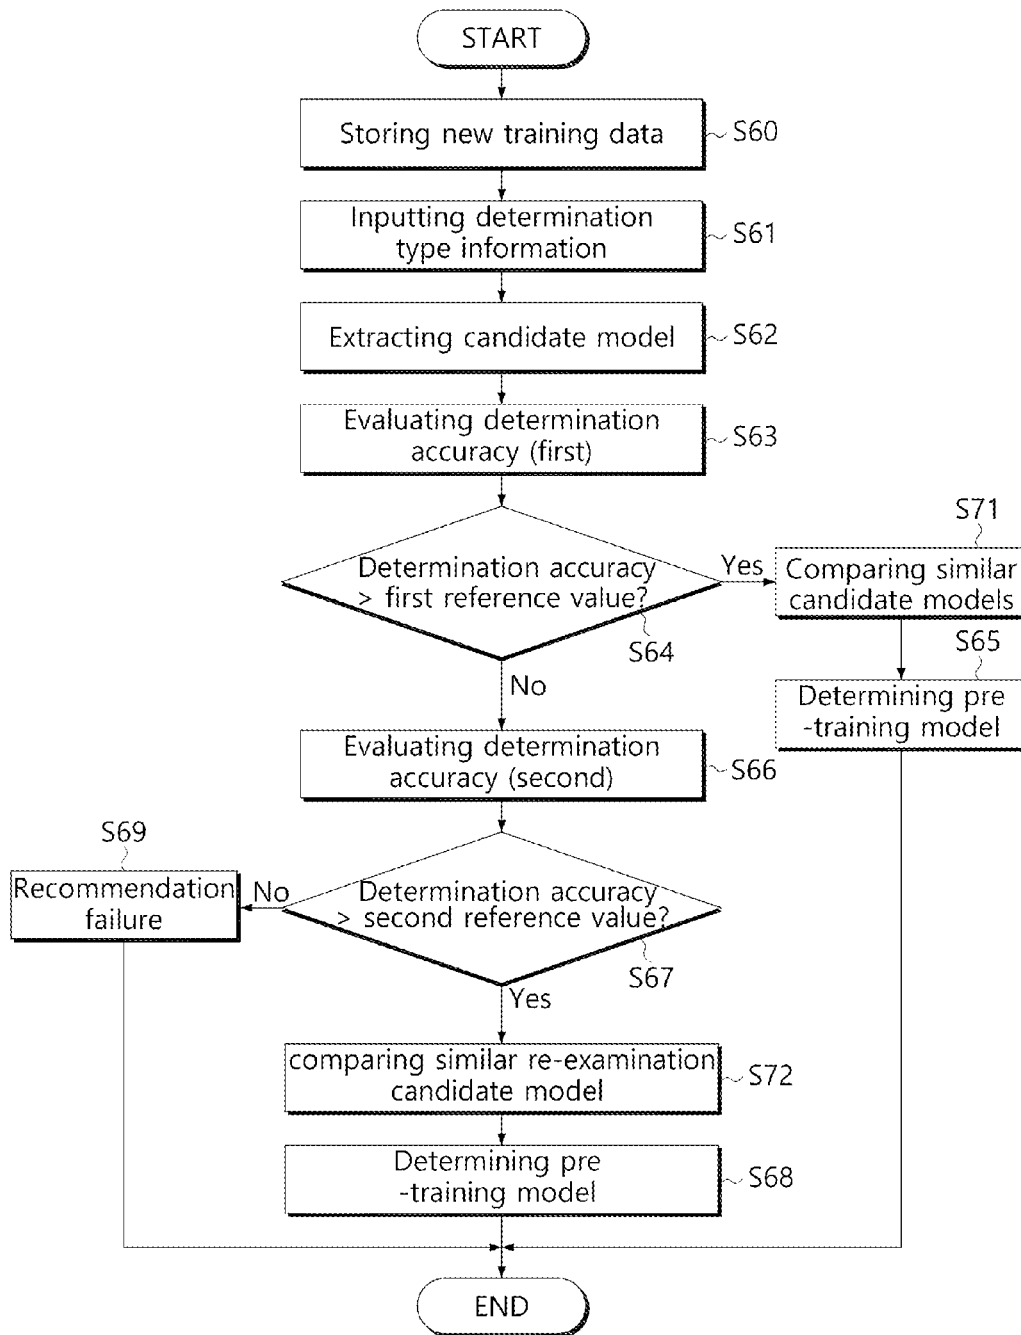 START
Storing new training data
S60
Inputting determination
type information
S61
Extracting candidate model
S62
Evaluating determination
accuracy (first)
S63
Determination accuracy
> first reference value?
S64
Yes
S71
Comparing similar
candidate models
S65
Determining pre
-training model
No
Evaluating determination
accuracy (second)
S66
Determination accuracy
> second reference value?
S67
No
S69
Recommendation
failure
Yes
comparing similar re-examination
candidate model
S72
Determining pre
-training model
S68
END